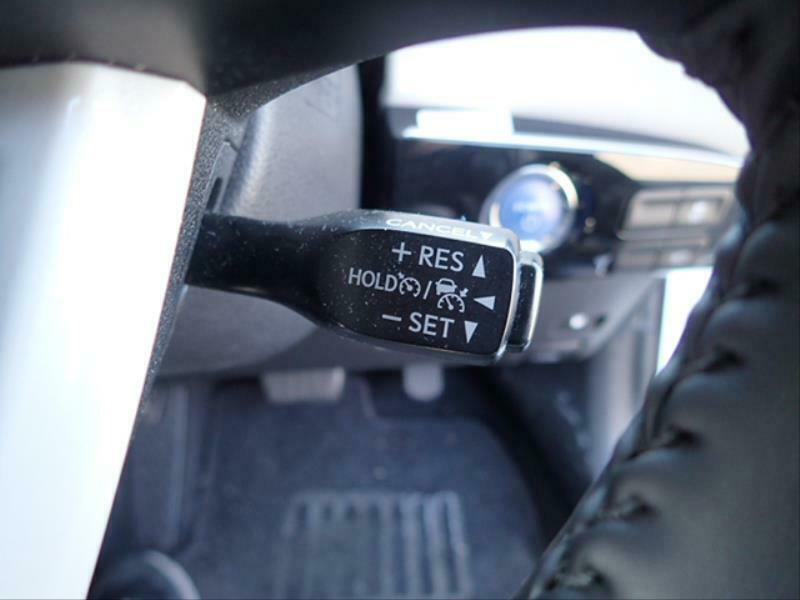 CANCEL▼
+ RES ▲
HOLD / ◀
− SET ▼